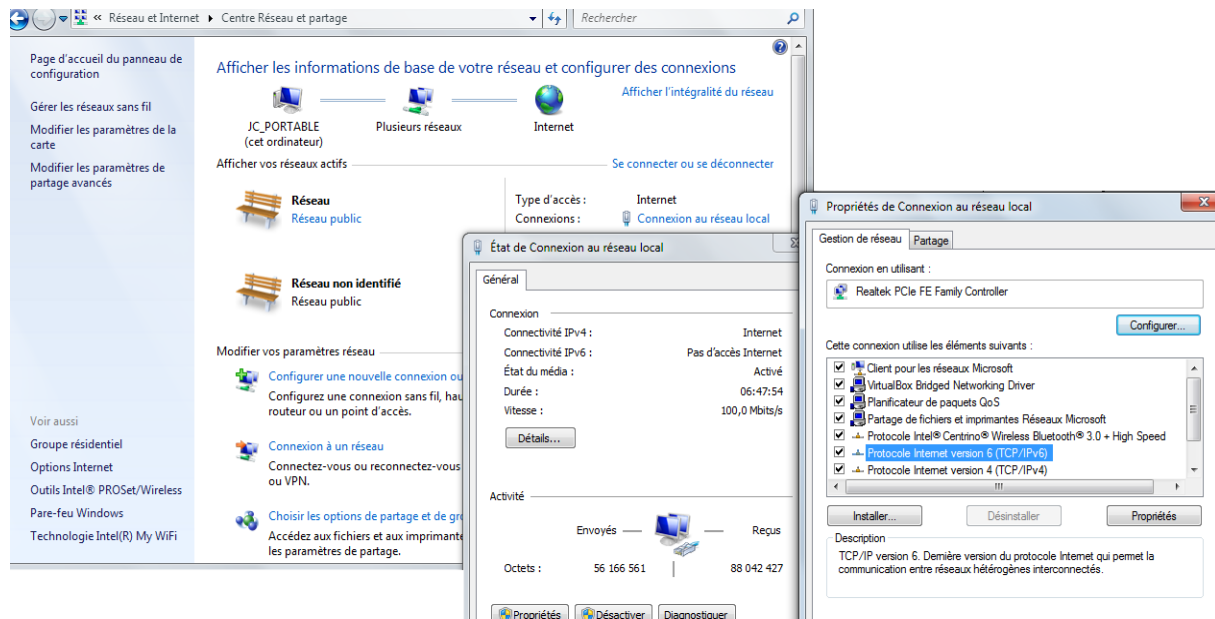 « Réseau et Internet ▸ Centre Réseau et partage
Rechercher
Page d'accueil du panneau de
configuration
Gérer les réseaux sans fil
Modifier les paramètres de la
carte
Modifier les paramètres de
partage avancés
Voir aussi
Groupe résidentiel
Options Internet
Outils Intel® PROSet/Wireless
Pare-feu Windows
Technologie Intel(R) My WiFi
Afficher les informations de base de votre réseau et configurer des connexions
Afficher l'intégralité du réseau
JC_PORTABLE
(cet ordinateur)
Plusieurs réseaux
Internet
Afficher vos réseaux actifs
Se connecter ou se déconnecter
Réseau
Réseau public
Type d'accès : Internet
Connexions : Connexion au réseau local
Réseau non identifié
Réseau public
Modifier vos paramètres réseau
Configurer une nouvelle connexion ou
Configurez une connexion sans fil, hau
routeur ou un point d'accès.
Connexion à un réseau
Connectez-vous ou reconnectez-vous
ou VPN.
Choisir les options de partage et de gro
Accédez aux fichiers et aux imprimante
les paramètres de partage.
État de Connexion au réseau local
Général
Connexion
Connectivité IPv4 : Internet
Connectivité IPv6 : Pas d'accès Internet
État du média : Activé
Durée : 06:47:54
Vitesse : 100,0 Mbits/s
Détails...
Activité
Envoyés — Reçus
Octets : 56 166 561 | 88 042 427
Propriétés
Désactiver
Diagnostiquer
Propriétés de Connexion au réseau local
Gestion de réseau
Partage
Connexion en utilisant :
Realtek PCIe FE Family Controller
Configurer...
Cette connexion utilise les éléments suivants :
Client pour les réseaux Microsoft
VirtualBox Bridged Networking Driver
Planificateur de paquets QoS
Partage de fichiers et imprimantes Réseaux Microsoft
Protocole Intel® Centrino® Wireless Bluetooth® 3.0 + High Speed
Protocole Internet version 6 (TCP/IPv6)
Protocole Internet version 4 (TCP/IPv4)
Installer...
Désinstaller
Propriétés
Description
TCP/IP version 6. Dernière version du protocole Internet qui permet la
communication entre réseaux hétérogènes interconnectés.